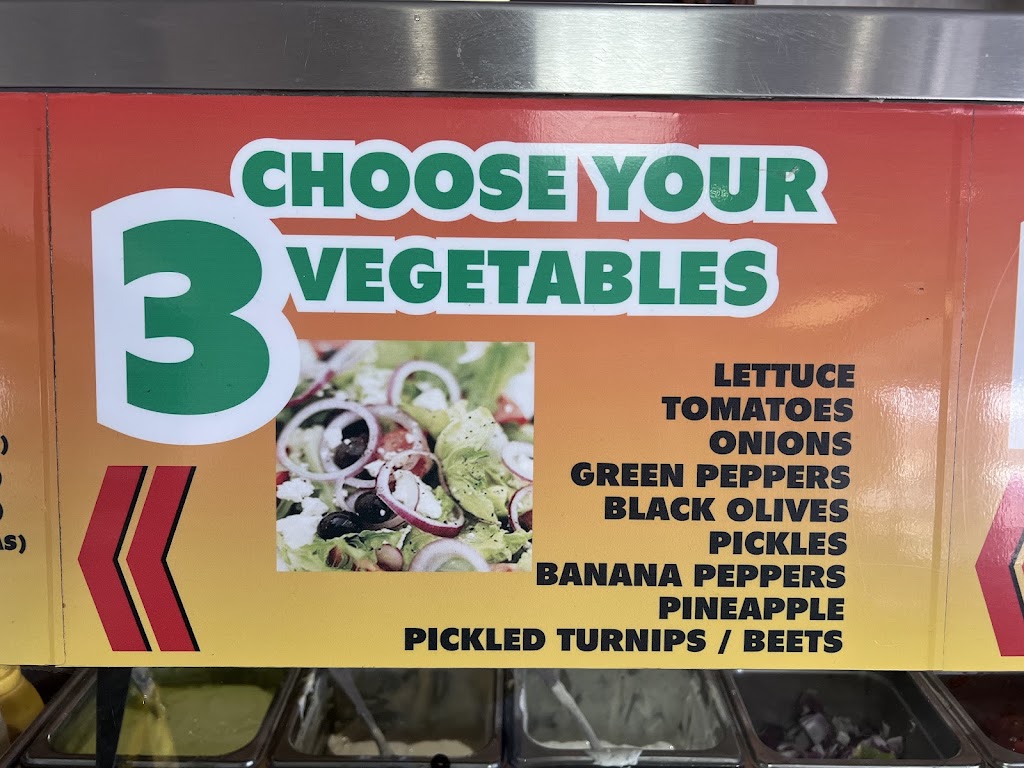 3
CHOOSE YOUR
VEGETABLES
LETTUCE
TOMATOES
ONIONS
GREEN PEPPERS
BLACK OLIVES
PICKLES
BANANA PEPPERS
PINEAPPLE
PICKLED TURNIPS / BEETS